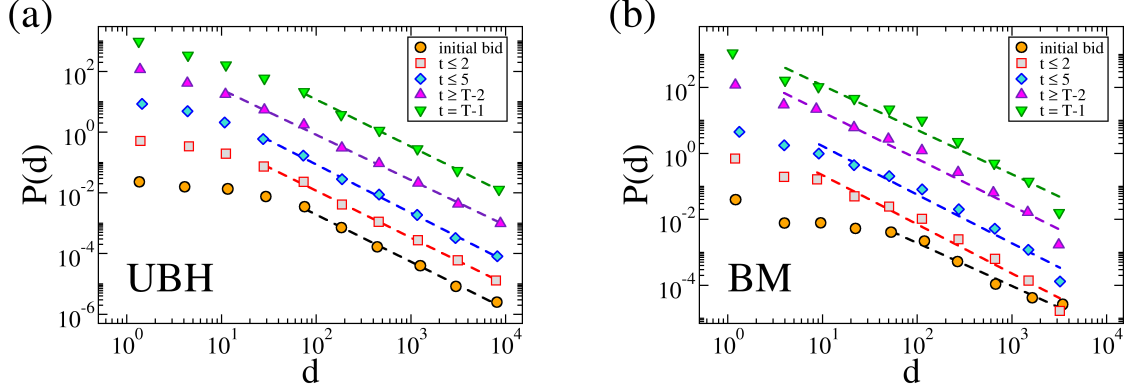 (a)
P(d)
10^2
10^0
10^-2
10^-4
10^-6
initial bid
t ≤ 2
t ≤ 5
t ≥ T-2
t = T-1
UBH
10^0 10^1 10^2 10^3 10^4
d
(b)
P(d)
10^2
10^0
10^-2
10^-4
initial bid
t ≤ 2
t ≤ 5
t ≥ T-2
t = T-1
BM
10^0 10^1 10^2 10^3 10^4
d